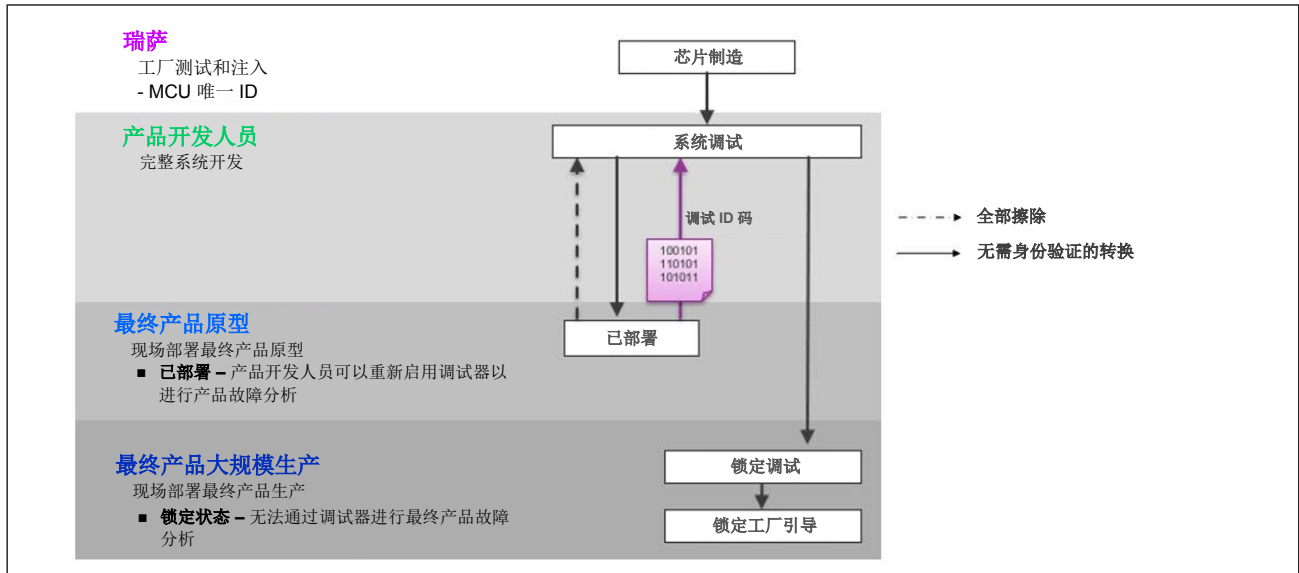 瑞萨
工厂测试和注入
- MCU 唯一 ID
芯片制造
产品开发人员
完整系统开发
系统调试
调试 ID 码
100101
110101
101011
全部擦除
无需身份验证的转换
最终产品原型
现场部署最终产品原型
■ 已部署 – 产品开发人员可以重新启用调试器以
进行产品故障分析
已部署
最终产品大规模生产
现场部署最终产品生产
■ 锁定状态 – 无法通过调试器进行最终产品故障
分析
锁定调试
锁定工厂引导